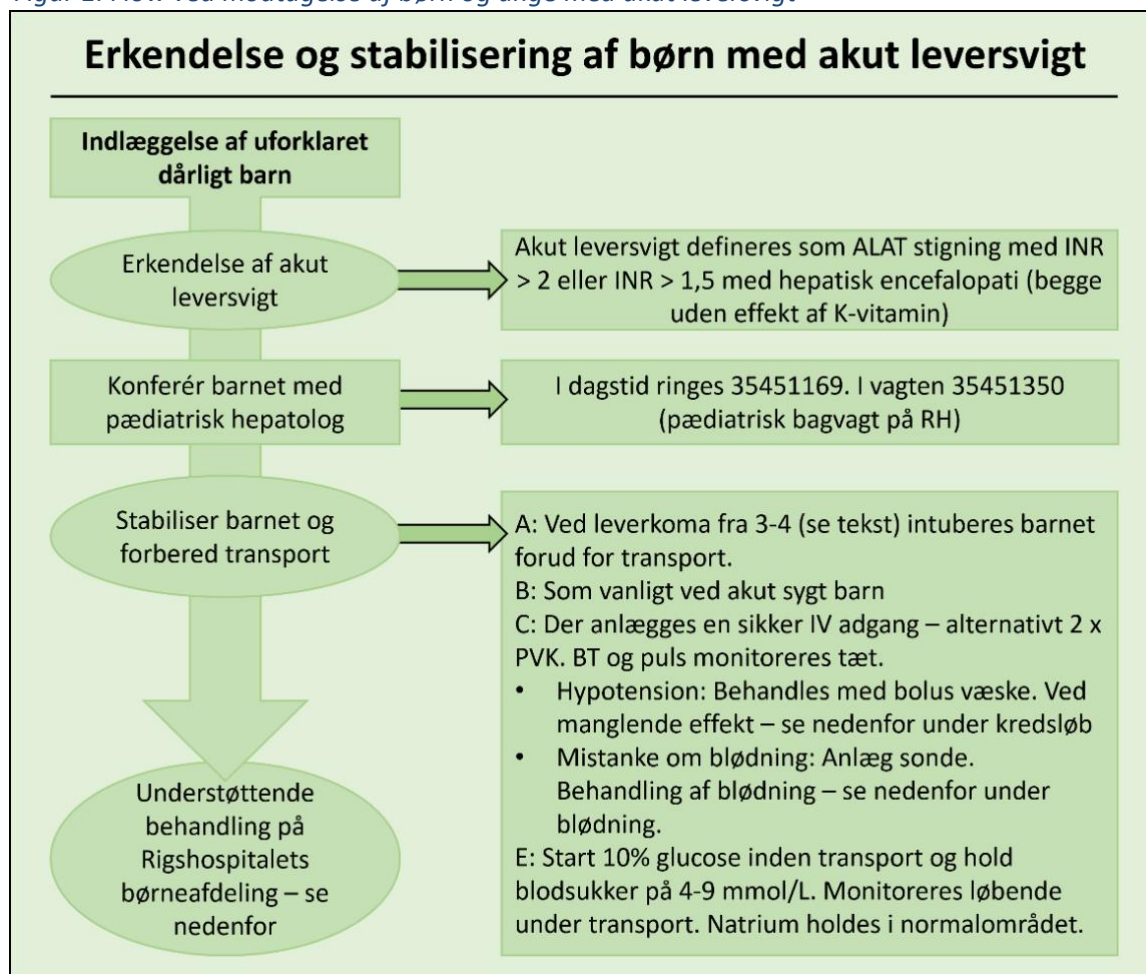 Erkendelse og stabilisering af børn med akut leversvigt
Indlæggelse af uforklaret
dårligt barn
Erkendelse af akut
leversvigt
Akut leversvigt defineres som ALAT stigning med INR
> 2 eller INR > 1,5 med hepatisk encefalopati (begge
uden effekt af K-vitamin)
Konferér barnet med
pædiatrisk hepatolog
I dagstid ringes 35451169. I vagten 35451350
(pædiatrisk bagvagt på RH)
Stabiliser barnet og
forbered transport
A: Ved leverkoma fra 3-4 (se tekst) intuberes barnet
forud for transport.
B: Som vanligt ved akut sygt barn
C: Der anlægges en sikker IV adgang – alternativt 2 x
PVK. BT og puls monitoreres tæt.
• Hypotension: Behandles med bolus væske. Ved
manglende effekt – se nedenfor under kredsløb
• Mistanke om blødning: Anlæg sonde.
Behandling af blødning – se nedenfor under
blødning.
E: Start 10% glucose inden transport og hold
blodsukker på 4-9 mmol/L. Monitoreres løbende
under transport. Natrium holdes i normalområdet.
Understøttende
behandling på
Rigshospitalets
børneafdeling – se
nedenfor